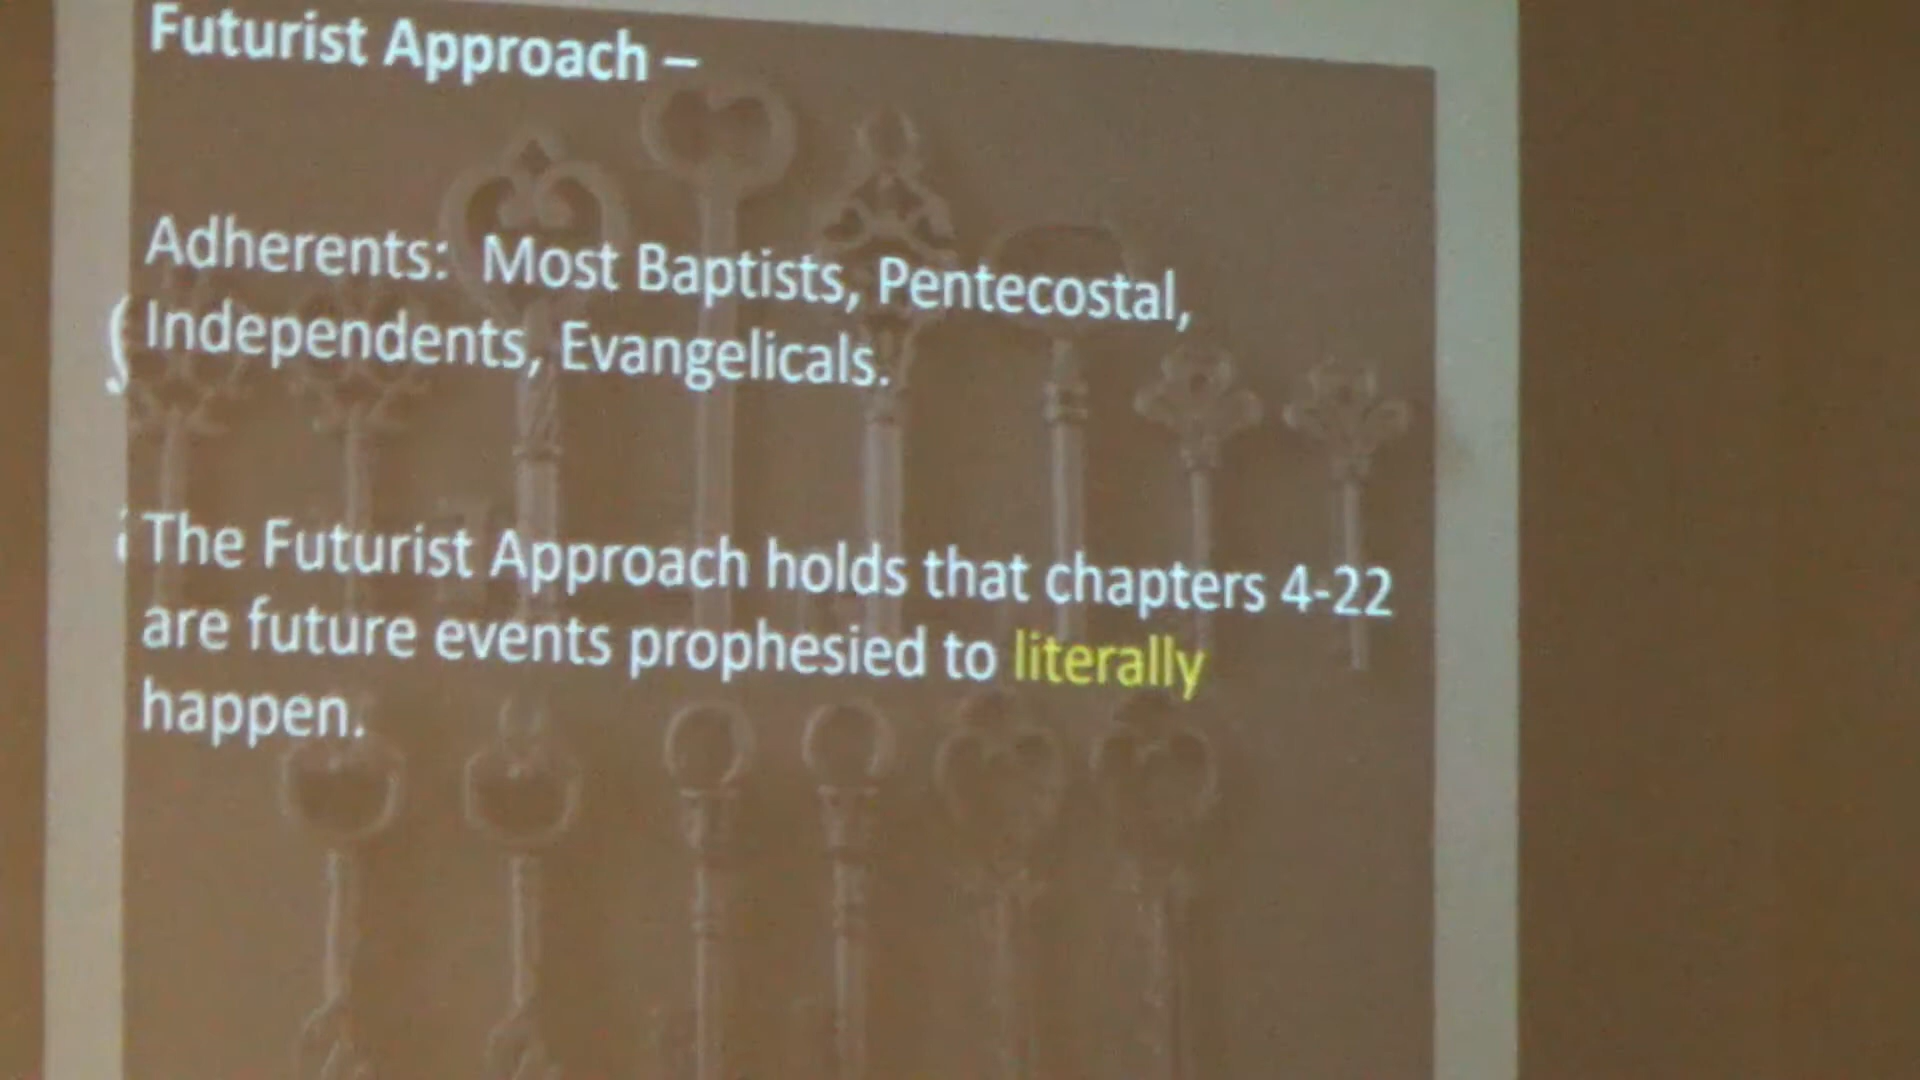 Futurist Approach –
Adherents: Most Baptists, Pentecostal,
Independents, Evangelicals.
The Futurist Approach holds that chapters 4-22
are future events prophesied to literally
happen.